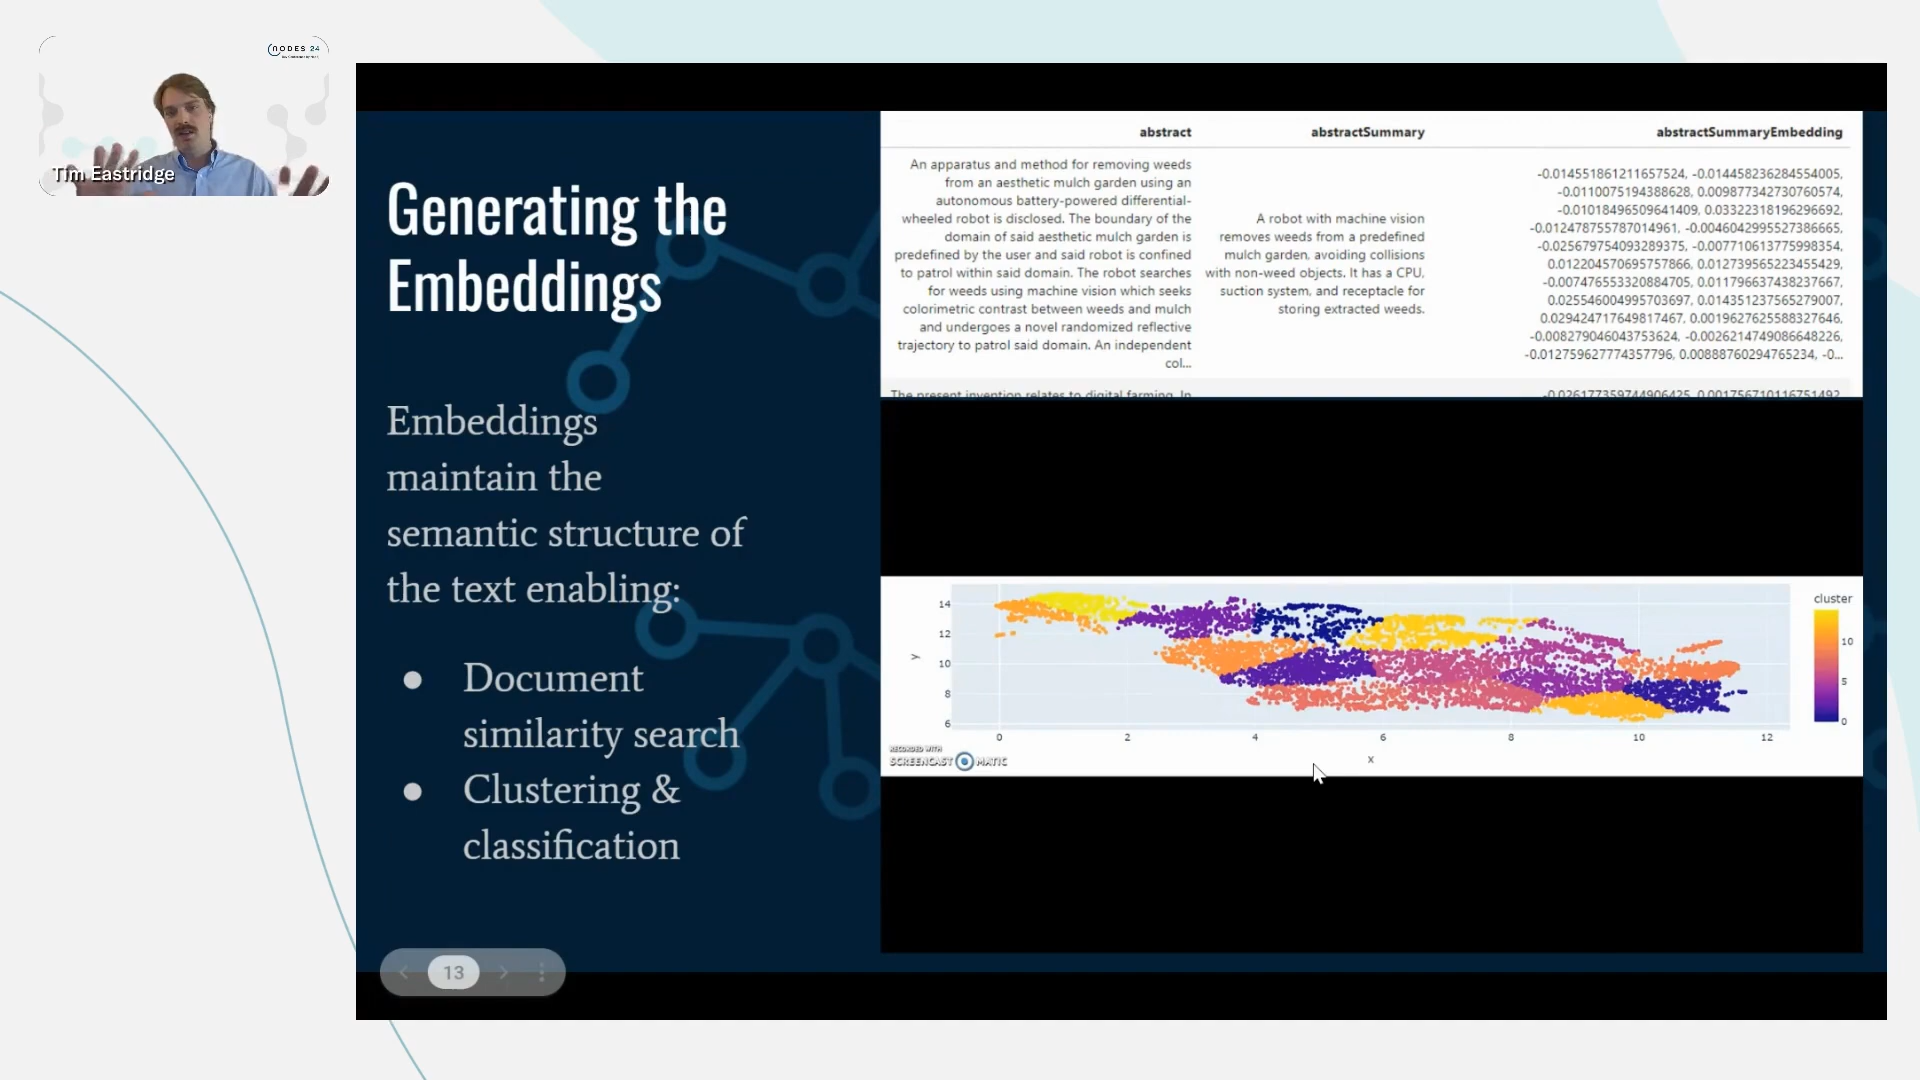 NODES 24
Tim Eastridge
Generating the
Embeddings
Embeddings
maintain the
semantic structure of
the text enabling:
● Document
similarity search
● Clustering &
classification
13
abstract
An apparatus and method for removing weeds
from an aesthetic mulch garden using an
autonomous battery-powered differential-
wheeled robot is disclosed. The boundary of the
domain of said aesthetic mulch garden is
predefined by the user and said robot is confined
to patrol within said domain. The robot searches
for weeds using machine vision which seeks
colorimetric contrast between weeds and mulch
and undergoes a novel randomized reflective
trajectory to patrol said domain. An independent
col...
The present invention relates to digital farming. In
abstractSummary
A robot with machine vision
removes weeds from a predefined
mulch garden, avoiding collisions
with non-weed objects. It has a CPU,
suction system, and receptacle for
storing extracted weeds.
abstractSummaryEmbedding
-0.014551861211657524, -0.014458236284554005,
-0.0110075194388628, 0.009877342730760574,
-0.01018496509641409, 0.03322318196296692,
-0.012478755787014961, -0.0046042995527386665,
-0.025679754093289375, -0.007710613775998354,
0.012204570695757866, 0.012739565223455429,
-0.007476553320884705, 0.011796637438237667,
0.025546004995703697, 0.014351237565279007,
0.029424717649817467, 0.0019627625588327646,
-0.008279046043753624, -0.0026214749086648226,
-0.012759627774357796, 0.00888760294765234, -0...
-0.026177359744906425, 0.001756710116751492,
14
12
10
8
6
y
0 2 4 6 8 10 12
x
cluster
10
5
0
RECORDED WITH
SCREENCAST MATIC